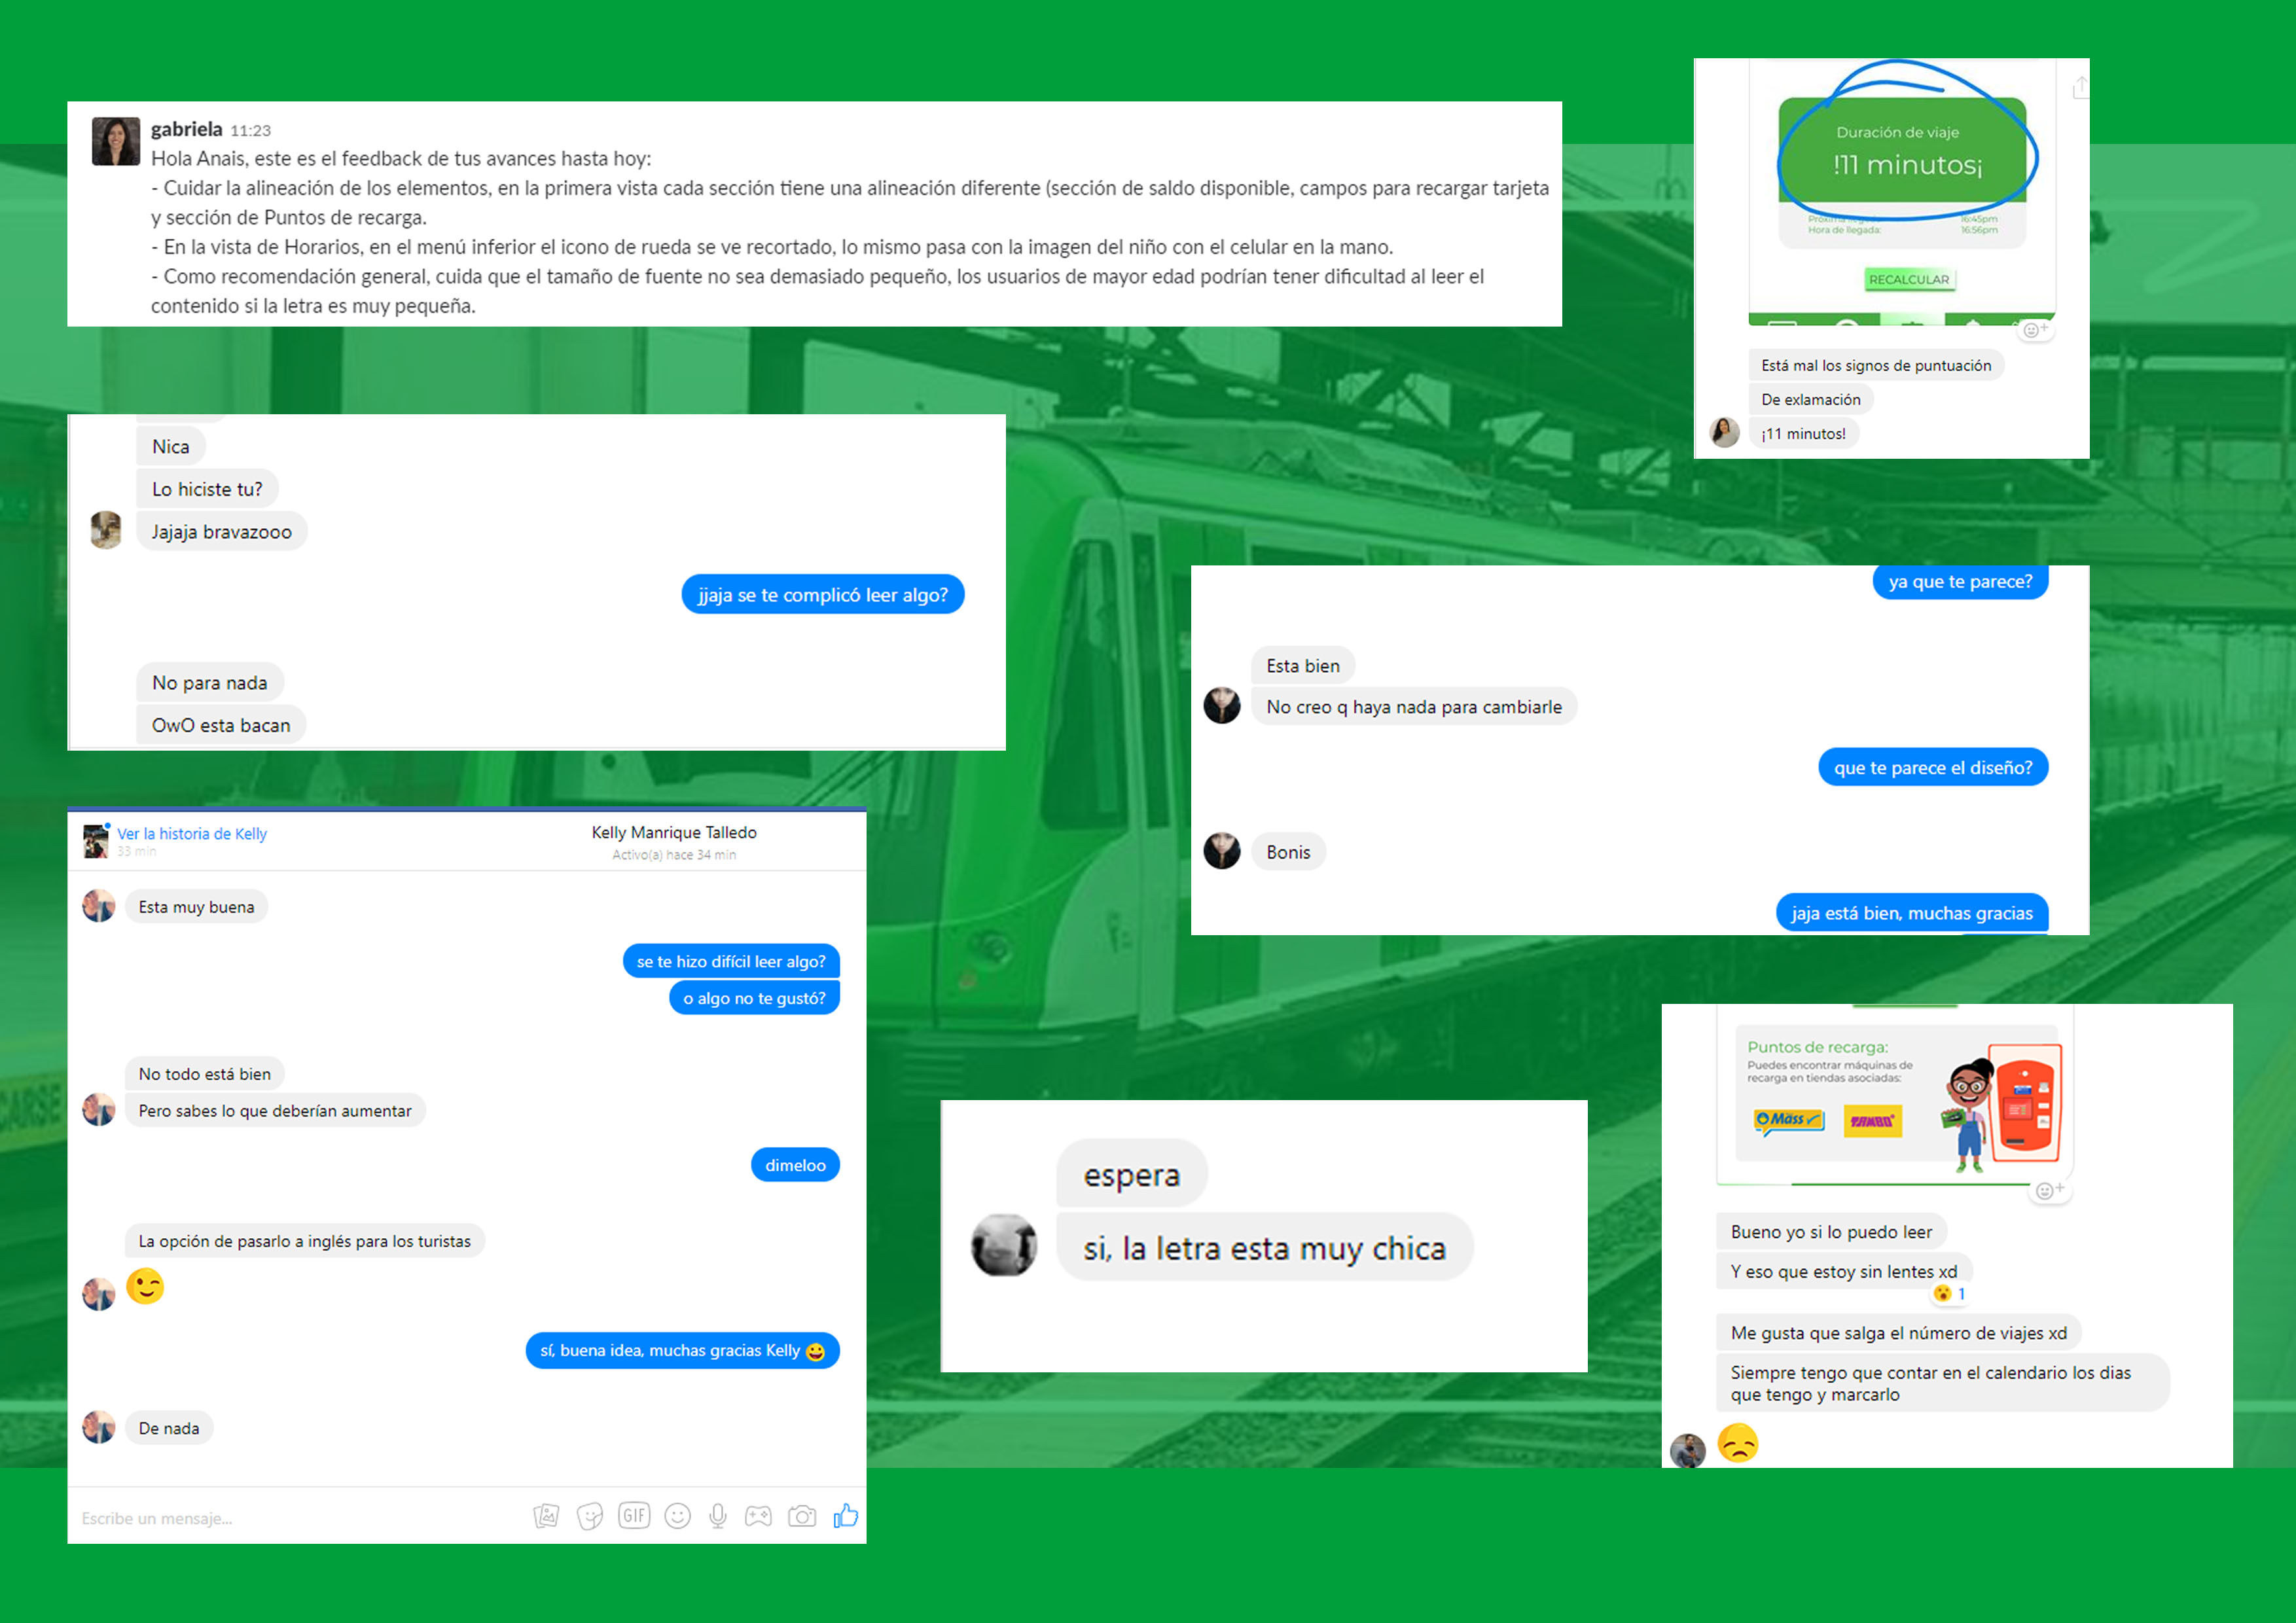 gabriela 11:23
Hola Anais, este es el feedback de tus avances hasta hoy:
- Cuidar la alineación de los elementos, en la primera vista cada sección tiene una alineación diferente (sección de saldo disponible, campos para recargar tarjeta
y sección de Puntos de recarga.
- En la vista de Horarios, en el menú inferior el icono de rueda se ve recortado, lo mismo pasa con la imagen del niño con el celular en la mano.
- Como recomendación general, cuida que el tamaño de fuente no sea demasiado pequeño, los usuarios de mayor edad podrían tener dificultad al leer el
contenido si la letra es muy pequeña.
Duración de viaje
!11 minutos¡
16:45pm
Hora de llegada: 16:56pm
RECALCULAR
Está mal los signos de puntuación
De exlamación
¡11 minutos!
Nica
Lo hiciste tu?
Jajaja bravazooo
jjaja se te complicó leer algo?
No para nada
OwO esta bacan
ya que te parece?
Esta bien
No creo q haya nada para cambiarle
que te parece el diseño?
Bonis
jaja está bien, muchas gracias
Ver la historia de Kelly
33 min
Kelly Manrique Talledo
Activo(a) hace 34 min
Esta muy buena
se te hizo difícil leer algo?
o algo no te gustó?
No todo está bien
Pero sabes lo que deberían aumentar
dimeloo
La opción de pasarlo a inglés para los turistas
sí, buena idea, muchas gracias Kelly
De nada
Escribe un mensaje...
GIF
espera
si, la letra esta muy chica
Puntos de recarga:
Puedes encontrar máquinas de
recarga en tiendas asociadas:
Mass
TAMBO+
Bueno yo si lo puedo leer
Y eso que estoy sin lentes xd
1
Me gusta que salga el número de viajes xd
Siempre tengo que contar en el calendario los dias
que tengo y marcarlo